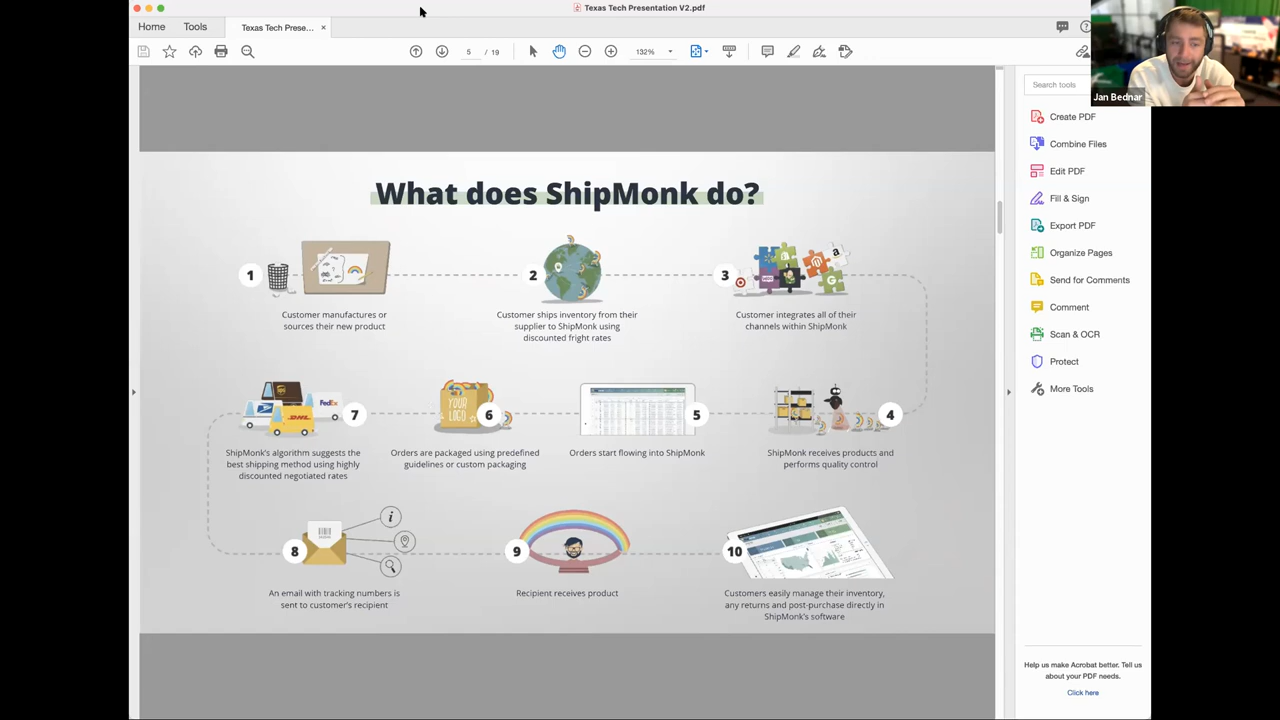 Texas Tech Presentation V2.pdf
Home
Tools
Texas Tech Prese...
5 / 19
132%
Jan Bednar
Search tools
Create PDF
Combine Files
Edit PDF
Fill & Sign
Export PDF
Organize Pages
Send for Comments
Comment
Scan & OCR
Protect
More Tools
Help us make Acrobat better. Tell us
about your PDF needs.
Click here
What does ShipMonk do?
1
Customer manufactures or
sources their new product
2
Customer ships inventory from their
supplier to ShipMonk using
discounted fright rates
3
a
G
Customer integrates all of their
channels within ShipMonk
4
ShipMonk receives products and
performs quality control
5
Orders start flowing into ShipMonk
YOUR
LOGO
6
Orders are packaged using predefined
guidelines or custom packaging
ups
FedEx
DHL
7
ShipMonk's algorithm suggests the
best shipping method using highly
discounted negotiated rates
8
i
An email with tracking numbers is
sent to customer's recipient
9
Recipient receives product
10
Customers easily manage their inventory,
any returns and post-purchase directly in
ShipMonk's software